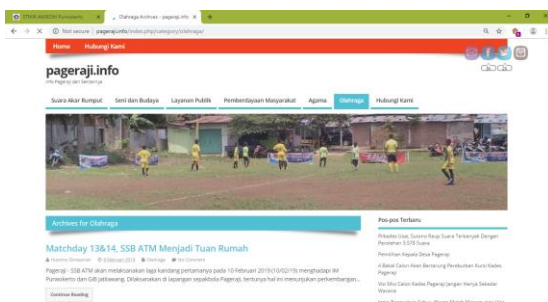 STMIK AMIKOM Purwokerto
Olahraga Archives - pageraji.info
Not secure | pageraji.info/index.php/category/olahraga/
Home Hubungi Kami
pageraji.info
Info Pageraji dan Sekitarnya
Suara Akar Rumput Seni dan Budaya Layanan Publik Pemberdayaan Masyarakat Agama Olahraga Hubungi Kami
Archives for Olahraga
Matchday 13&14, SSB ATM Menjadi Tuan Rumah
No Comment
Pageraji - SSB ATM akan melaksanakan laga kandang pertamanya pada 10 Februari 2019 (10/02/19) menghadapi IM
Purwokerto dan GIB Jatilawang. Dilaksanakan di lapangan sepakbola Pageraji, tentunya hal ini menunjukan perkembangan...
Continue Reading
Pos-pos Terbaru
Prikades Usai, Susono Raup Suara Terbanyak Dengan
Perolehan 3.578 Suara
Pemilihan Kepala Desa Pageraji
4 Bakal Calon Akan Bertarung Perebutkan Kursi Kades
Pageraji
Visi Misi Calon Kades Pageraji Jangan Hanya Sekedar
Wacana